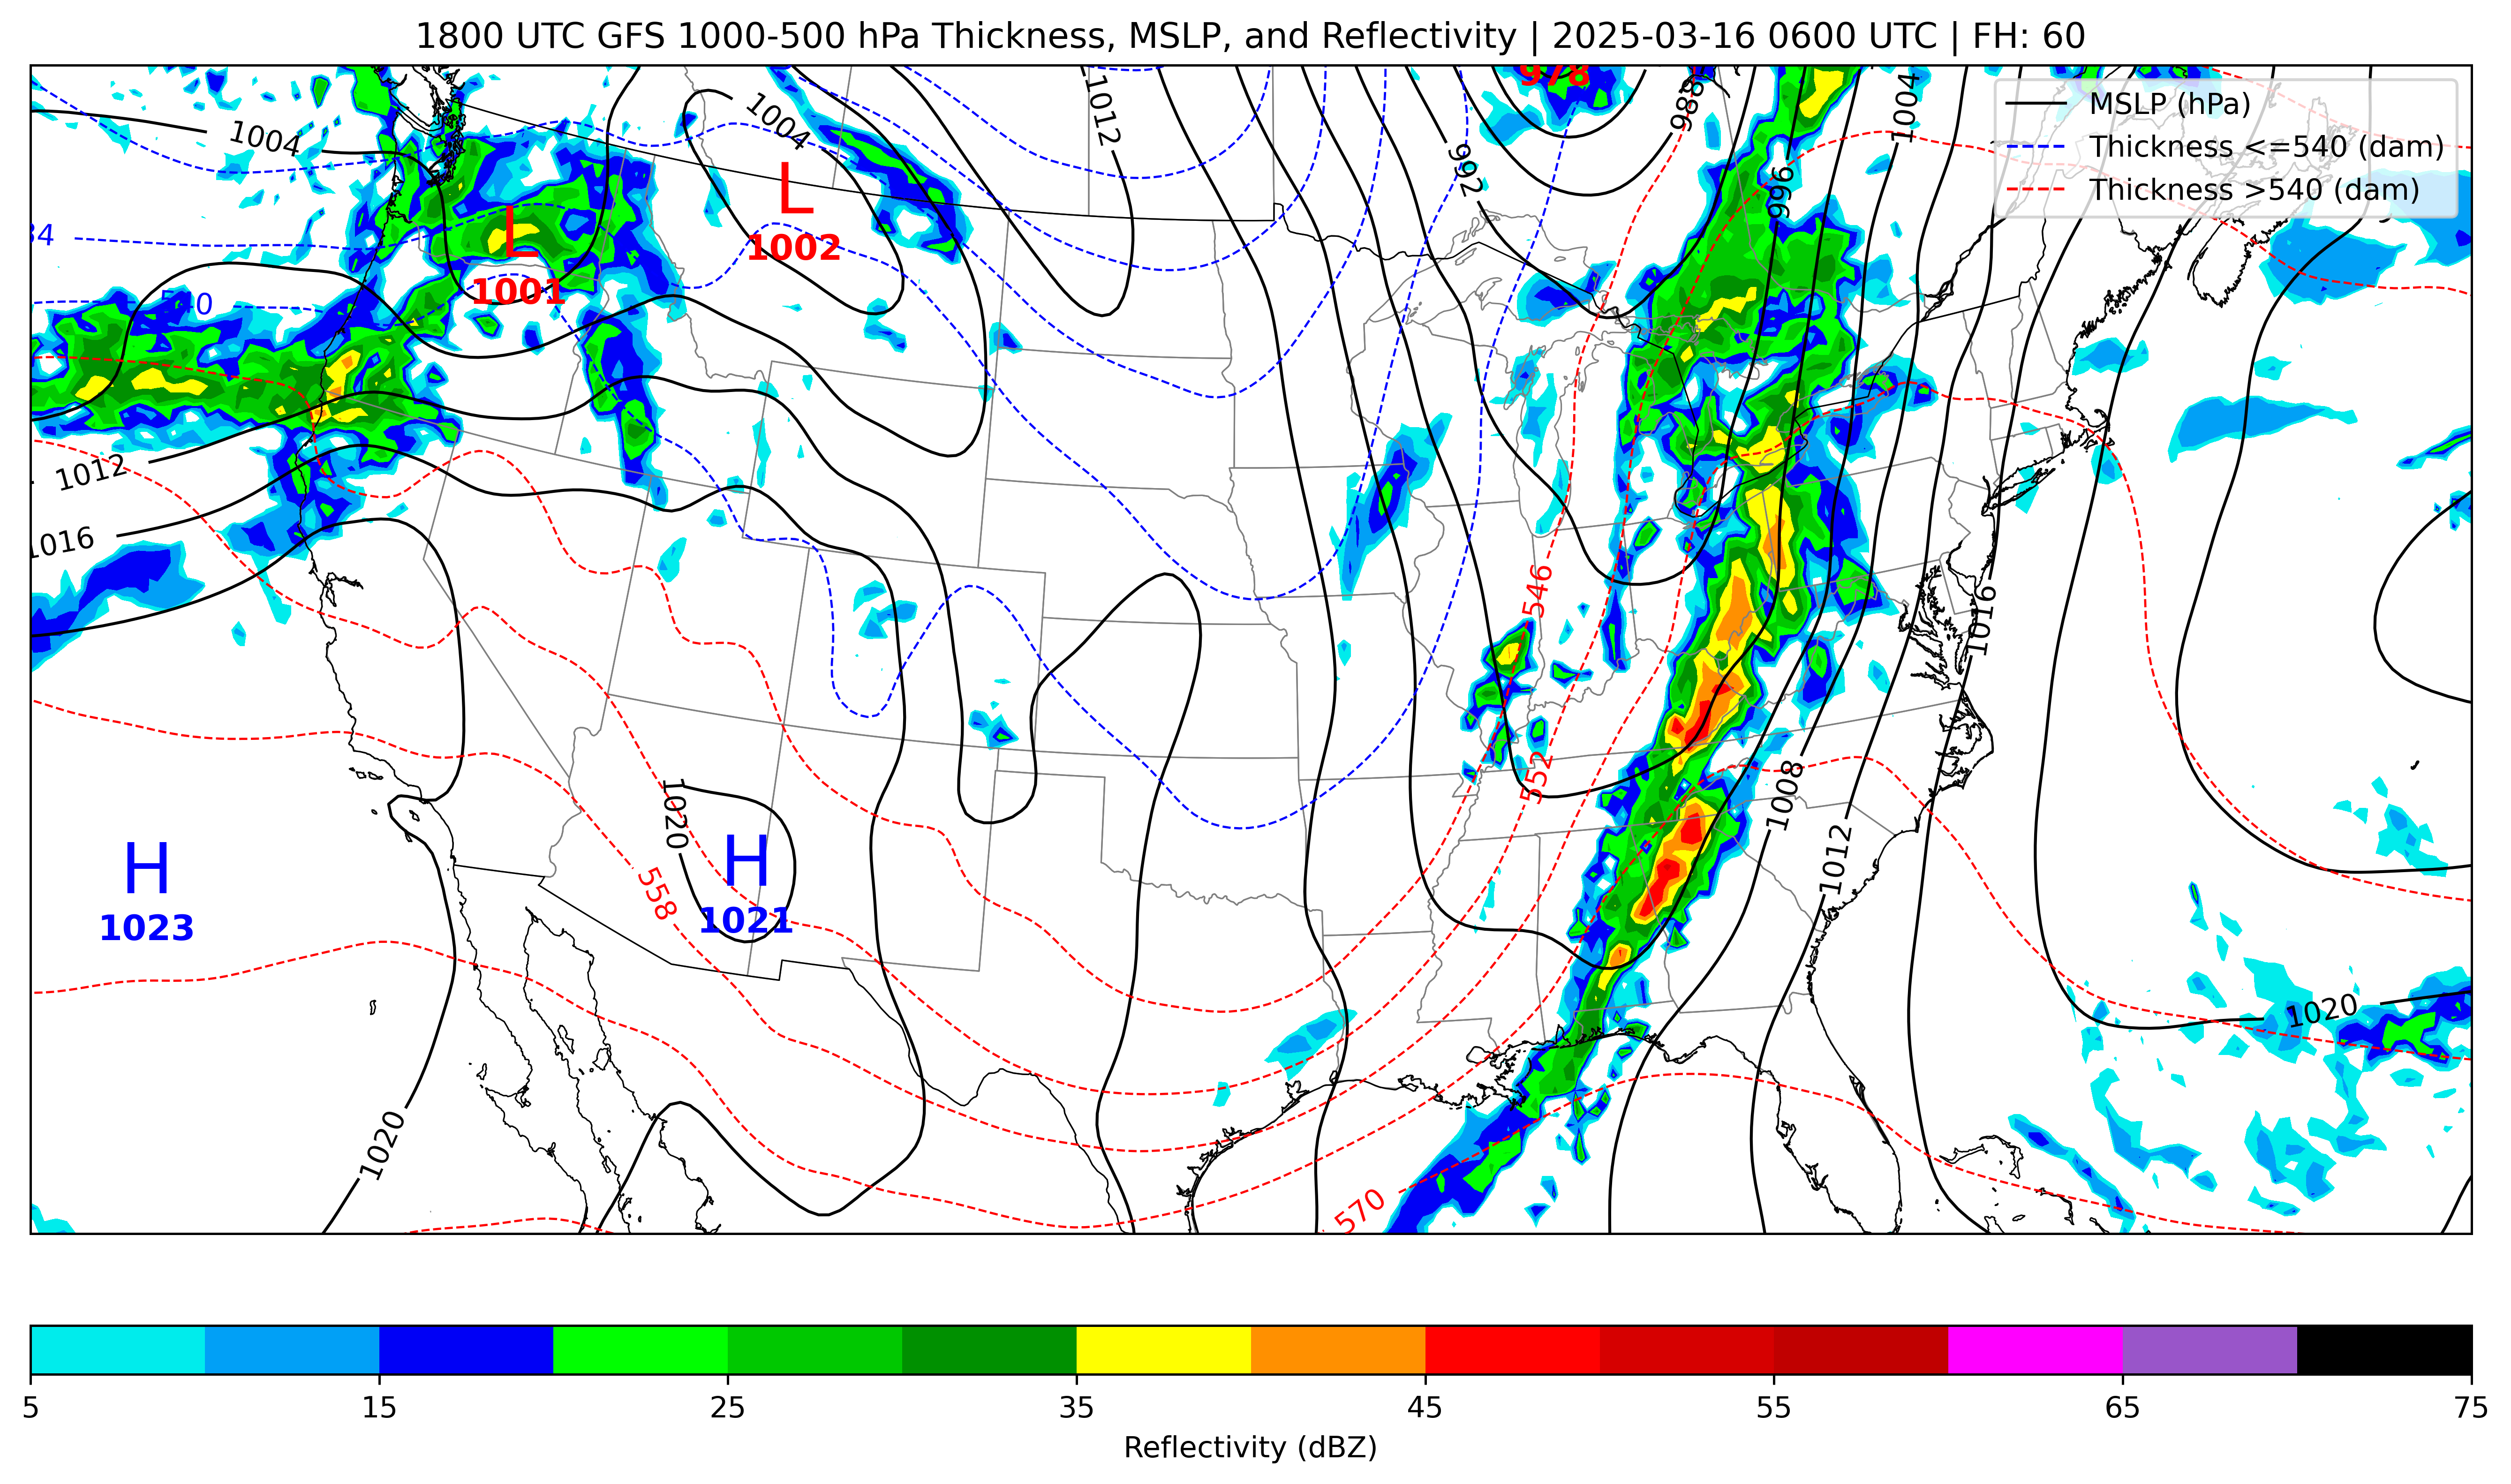 1800 UTC GFS 1000-500 hPa Thickness, MSLP, and Reflectivity | 2025-03-16 0600 UTC | FH: 60
978
MSLP (hPa)
Thickness <=540 (dam)
Thickness >540 (dam)
1004
1004
1012
988
1004
992
996
L
1002
L
1001
34
540
1012
1016
546
1016
552
1008
1012
1020
558
H
1023
H
1021
1020
1020
570
5 15 25 35 45 55 65 75
Reflectivity (dBZ)